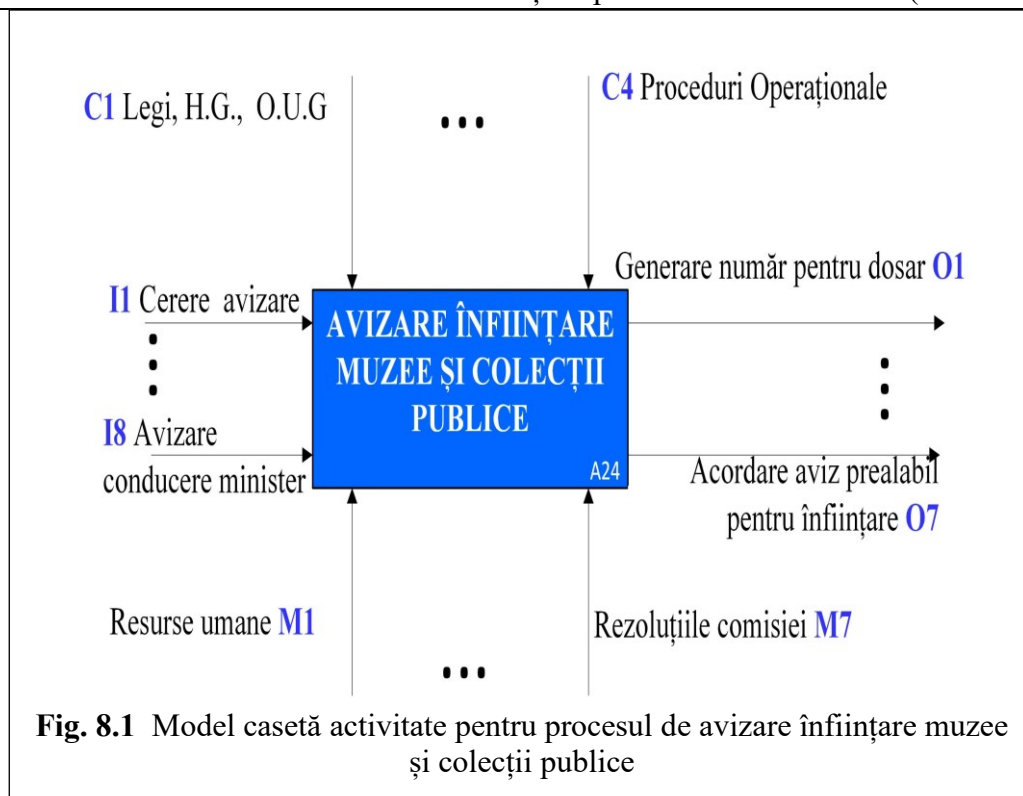 C1 Legi, H.G., O.U.G
...
C4 Proceduri Operaționale
Generare număr pentru dosar O1
I1 Cerere avizare
AVIZARE ÎNFIINȚARE
MUZEE ȘI COLECȚII
PUBLICE
A24
I8 Avizare
conducere minister
Acordare aviz prealabil
pentru înființare O7
Resurse umane M1
...
Rezoluțiile comisiei M7
Fig. 8.1 Model casetă activitate pentru procesul de avizare înființare muzee
și colecții publice